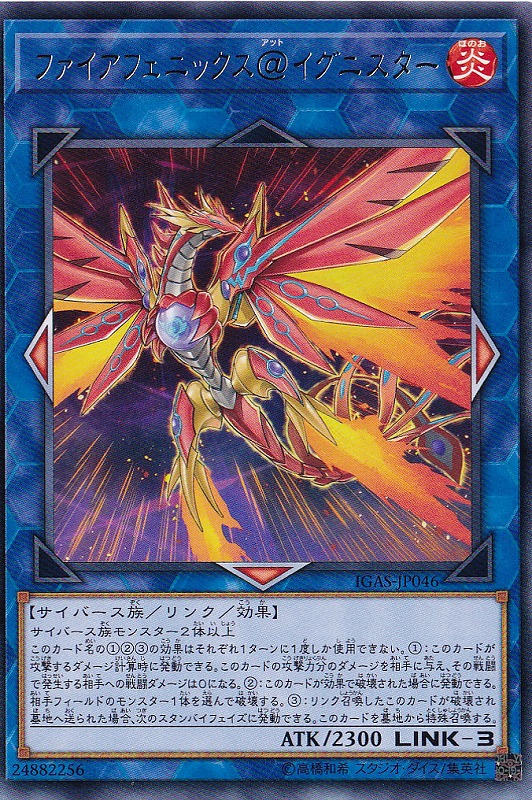 ファイアフェニックス@イグニスター
アット
炎
ほのお
IGAS-JP046
【サイバース族／リンク／効果】
サイバース族モンスター2体以上
このカード名の①②③の効果はそれぞれ1ターンに1度しか使用できない。①：このカードが
攻撃するダメージ計算時に発動できる。このカードの攻撃力分のダメージを相手に与え、その戦闘
で発生する相手への戦闘ダメージは0になる。②：このカードが効果で破壊された場合に発動できる。
相手フィールドのモンスター1体を選んで破壊する。③：リンク召喚したこのカードが破壊され
墓地へ送られた場合、次のスタンバイフェイズに発動できる。このカードを墓地から特殊召喚する。
ATK/2300 LINK-3
24882256
©高橋和希 スタジオ・ダイス/集英社